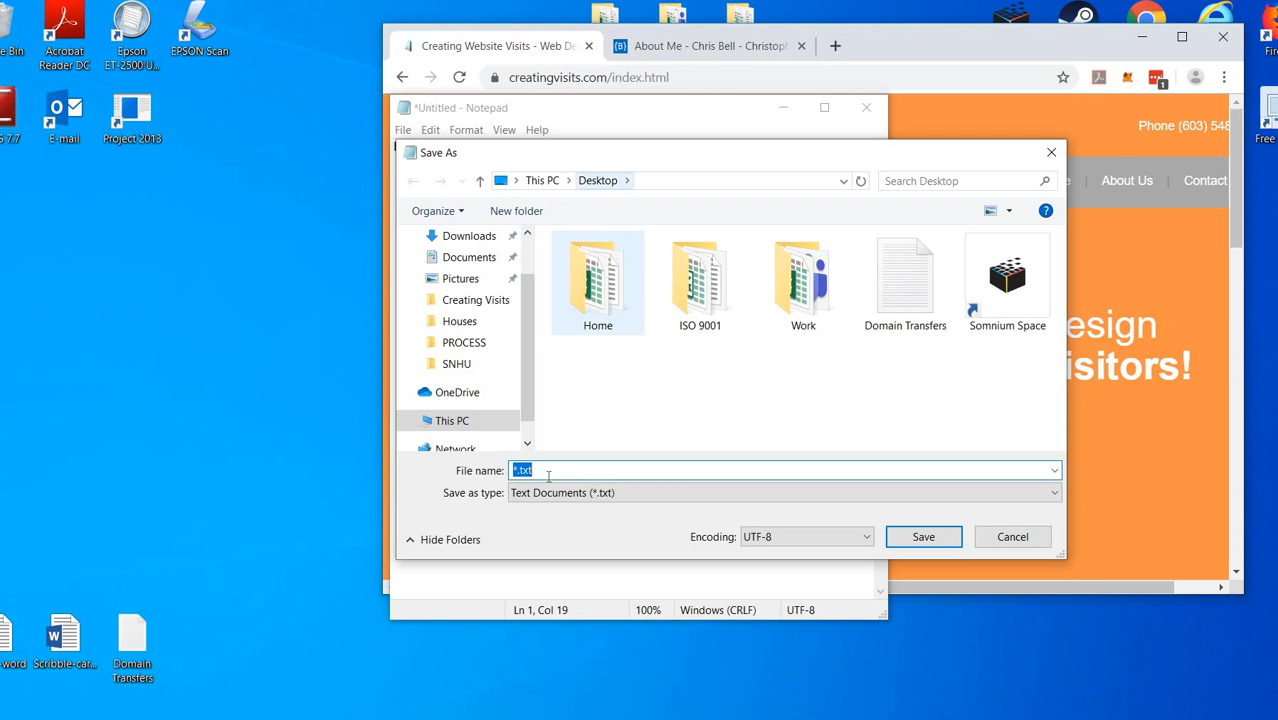 Acrobat
Reader DC
Epson
ET-2500 U...
EPSON Scan
e Bin
S 7.7
E-mail
Project 2013
Creating Website Visits - Web De
About Me - Chris Bell - Christoph
creatingvisits.com/index.html
1
Phone (603) 548
e | About Us | Contact
esign
isitors!
Fire
Free
*Untitled - Notepad
File Edit Format View Help
Save As
This PC > Desktop >
Search Desktop
Organize
New folder
Downloads
Documents
Pictures
Creating Visits
Houses
PROCESS
SNHU
OneDrive
This PC
Network
Home
ISO 9001
Work
Domain Transfers
Somnium Space
File name: *.txt
Save as type: Text Documents (*.txt)
Hide Folders
Encoding: UTF-8
Save
Cancel
Ln 1, Col 19
100%
Windows (CRLF)
UTF-8
-word
Scribble-car...
Domain
Transfers